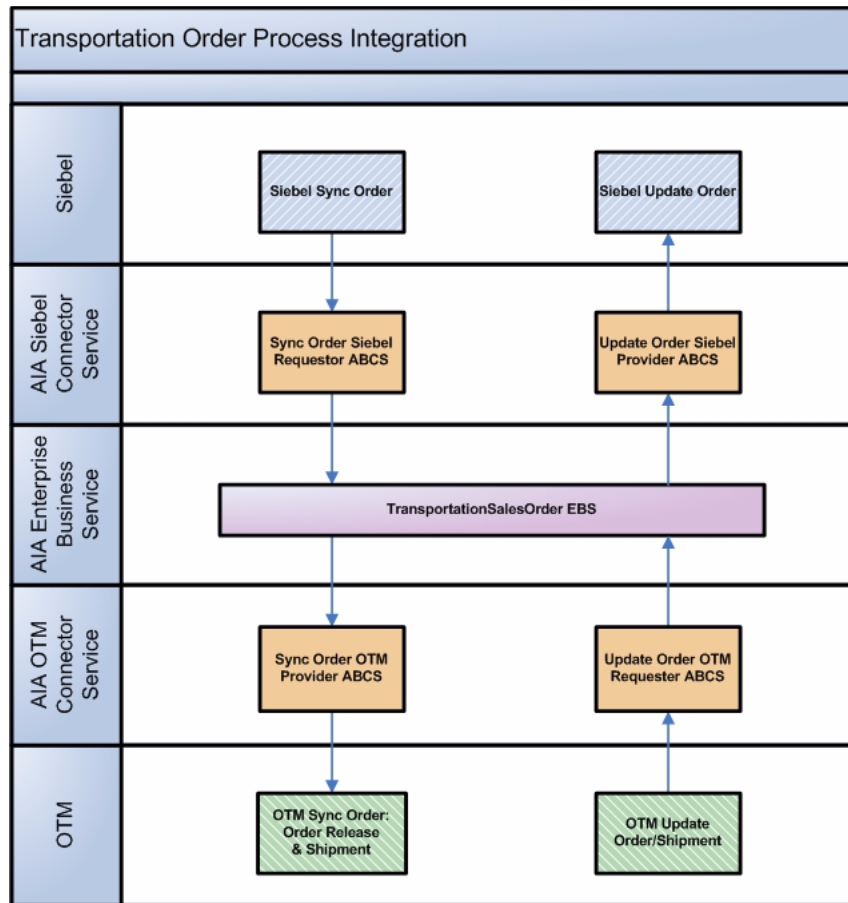 Transportation Order Process Integration
Siebel
Siebel Sync Order
Siebel Update Order
AIA Siebel
Connector
Service
Sync Order Siebel
Requestor ABCS
Update Order Siebel
Provider ABCS
AIA Enterprise
Business
Service
TransportationSalesOrder EBS
AIA OTM
Connector
Service
Sync Order OTM
Provider ABCS
Update Order OTM
Requester ABCS
OTM
OTM Sync Order:
Order Release
& Shipment
OTM Update
Order/Shipment